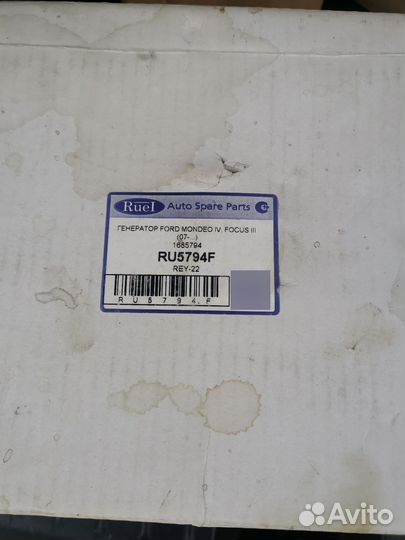 Ruel Auto Spare Parts
ГЕНЕРАТОР FORD MONDEO IV, FOCUS III
(07-...)
1685794
RU5794F
REY-22
RU5794F
Avito